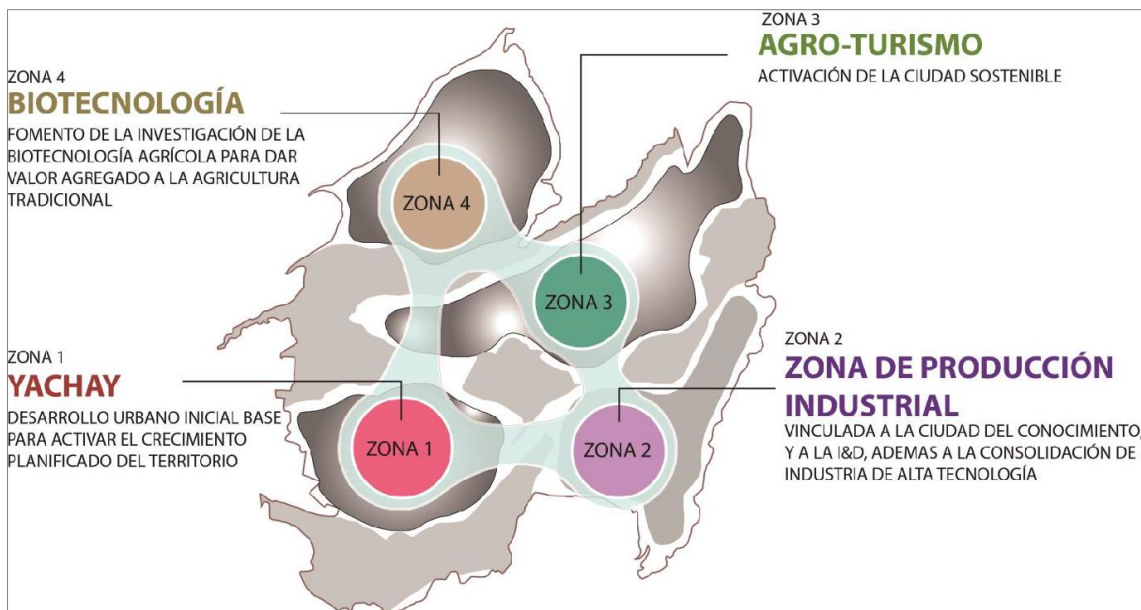 ZONA 3
AGRO-TURISMO
ACTIVACIÓN DE LA CIUDAD SOSTENIBLE
ZONA 4
BIOTECNOLOGÍA
FOMENTO DE LA INVESTIGACIÓN DE LA
BIOTECNOLOGÍA AGRÍCOLA PARA DAR
VALOR AGREGADO A LA AGRICULTURA
TRADICIONAL
ZONA 4
ZONA 3
ZONA 1
YACHAY
DESARROLLO URBANO INICIAL BASE
PARA ACTIVAR EL CRECIMIENTO
PLANIFICADO DEL TERRITORIO
ZONA 1
ZONA 2
ZONA 2
ZONA DE PRODUCCIÓN
INDUSTRIAL
VINCULADA A LA CIUDAD DEL CONOCIMIENTO,
Y A LA I&D, ADEMAS A LA CONSOLIDACIÓN DE
INDUSTRIA DE ALTA TECNOLOGÍA